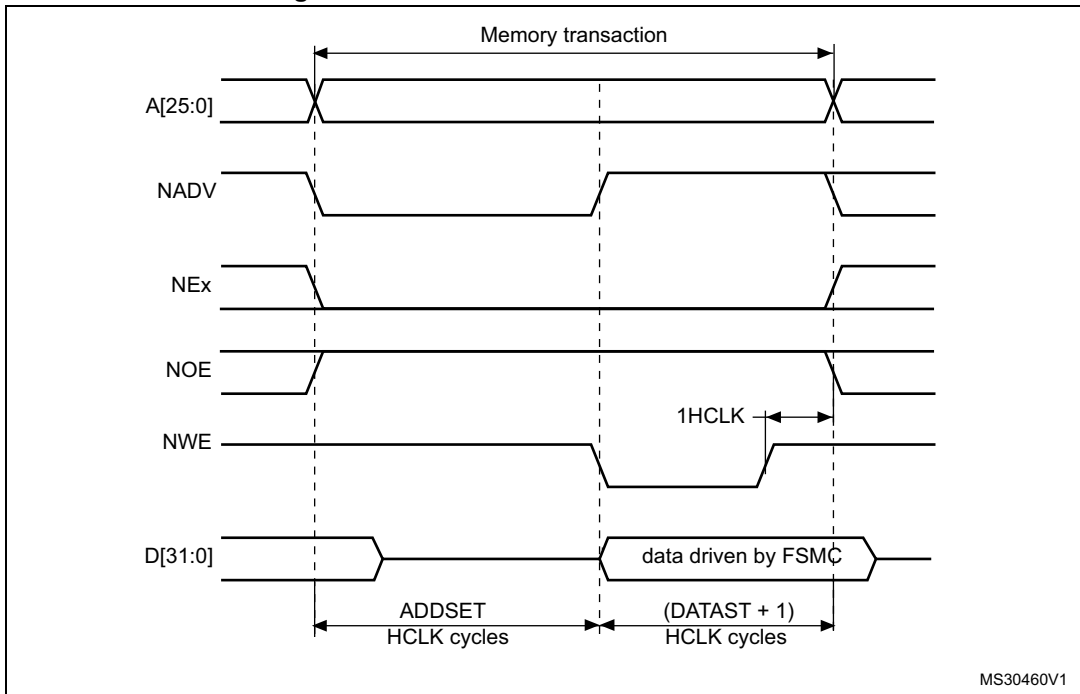 Memory transaction
A[25:0]
NADV
NEx
NOE
1HCLK
NWE
D[31:0]
data driven by FSMC
ADDSET
HCLK cycles
(DATAST + 1)
HCLK cycles
MS30460V1